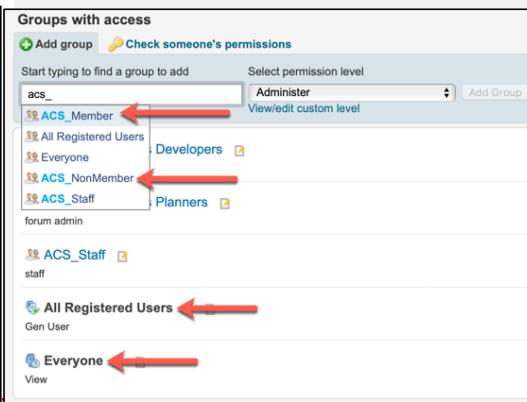 Groups with access
Add group Check someone's permissions
Start typing to find a group to add Select permission level
acs_ Administer Add Group
View/edit custom level
ACS_Member
All Registered Users
Everyone
ACS_NonMember
ACS_Staff
Developers
Planners
forum admin
ACS_Staff
staff
All Registered Users
Gen User
Everyone
View